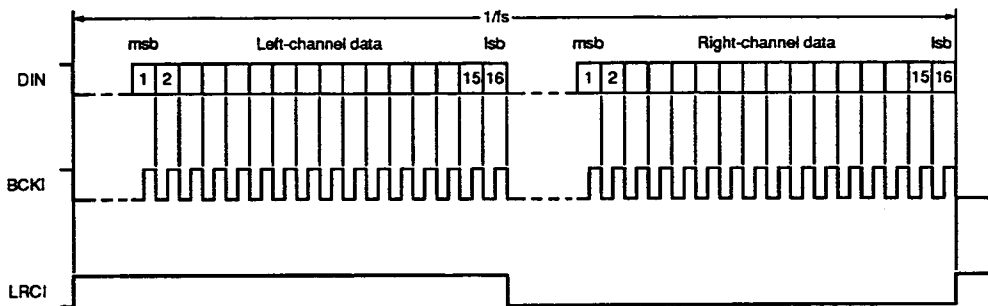 1/fs
msb Left-channel data lsb msb Right-channel data lsb
DIN 1 2 15 16 1 2 15 16
BCKI
LRCI